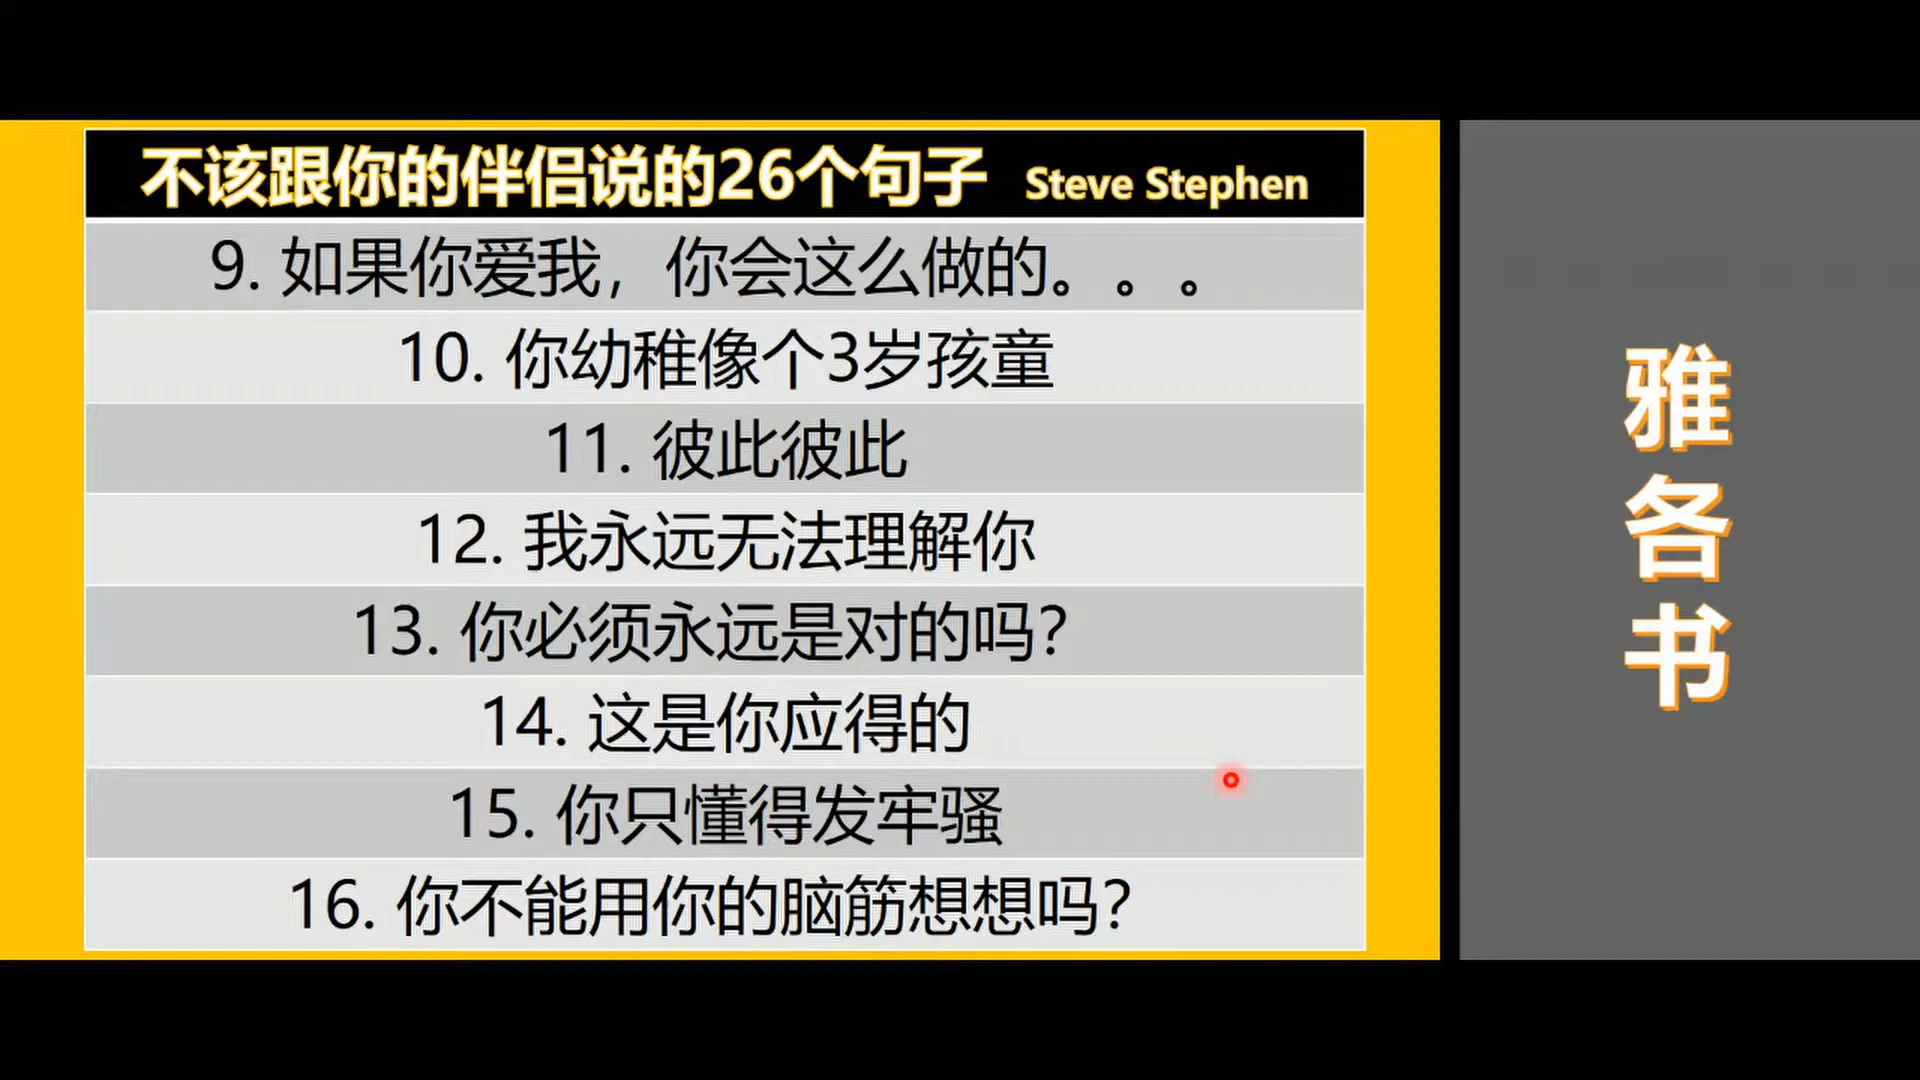 不该跟你的伴侣说的26个句子 Steve Stephen
9. 如果你爱我，你会这么做的。。。
10. 你幼稚像个3岁孩童
11. 彼此彼此
12. 我永远无法理解你
13. 你必须永远是对的吗？
14. 这是你应得的
15. 你只懂得发牢骚
16. 你不能用你的脑筋想想吗？
雅各书